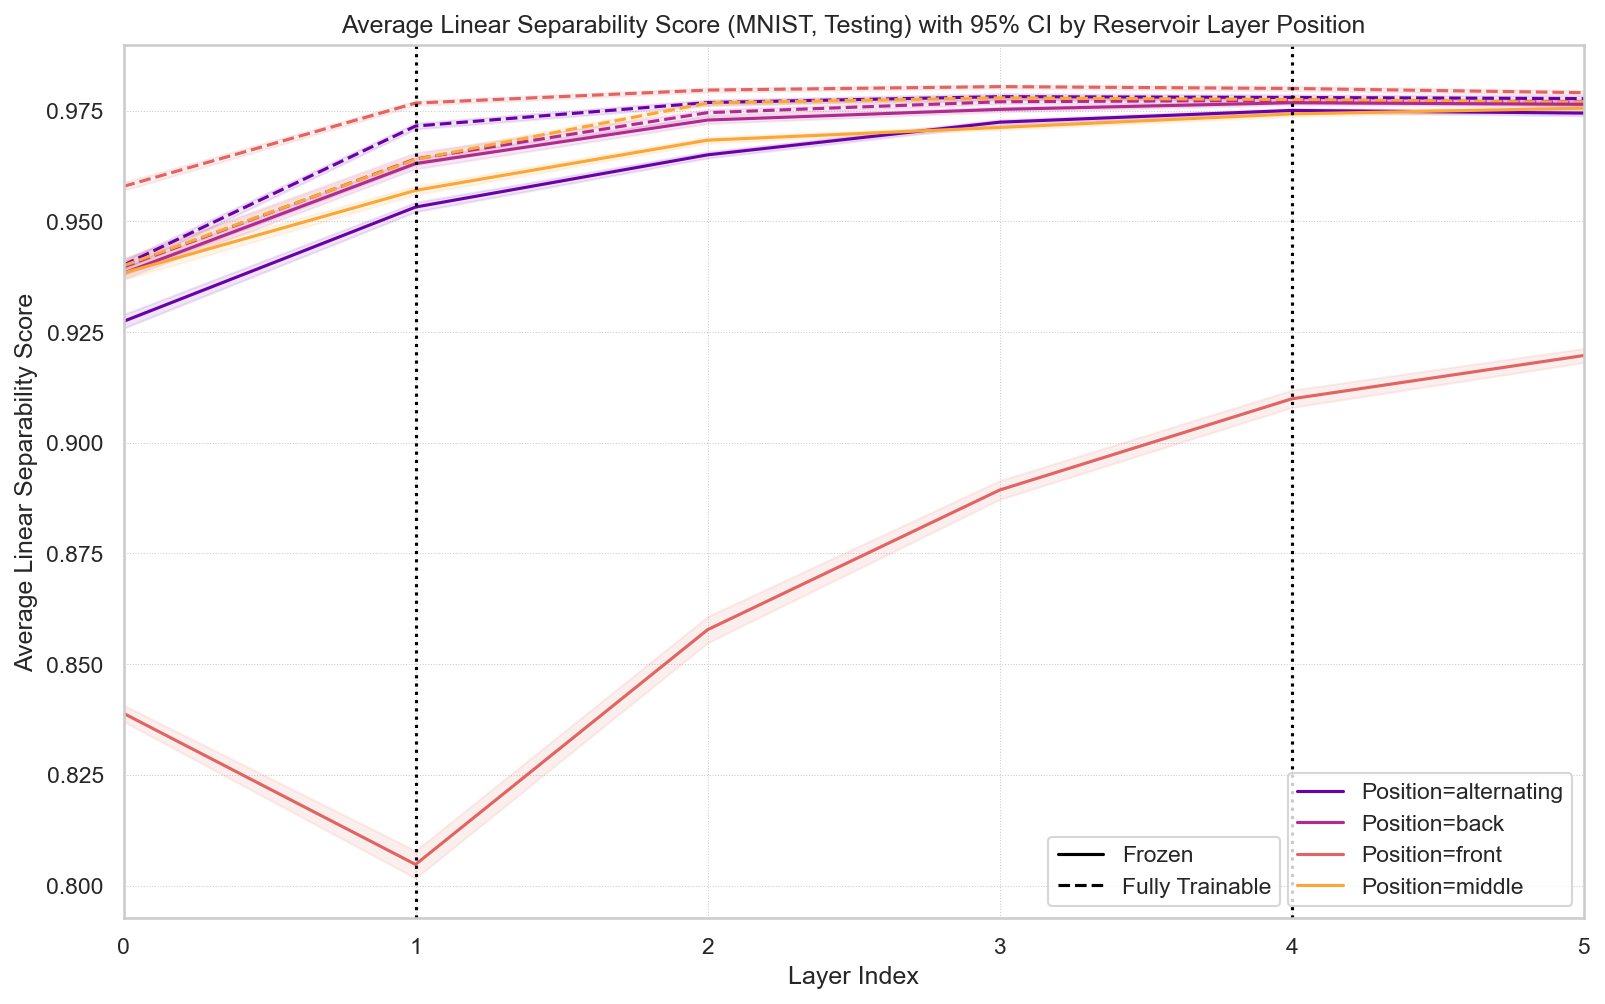 Average Linear Separability Score (MNIST, Testing) with 95% CI by Reservoir Layer Position
Average Linear Separability Score
0.975
0.950
0.925
0.900
0.875
0.850
0.825
0.800
Frozen
Fully Trainable
Position=alternating
Position=back
Position=front
Position=middle
0 1 2 3 4 5
Layer Index